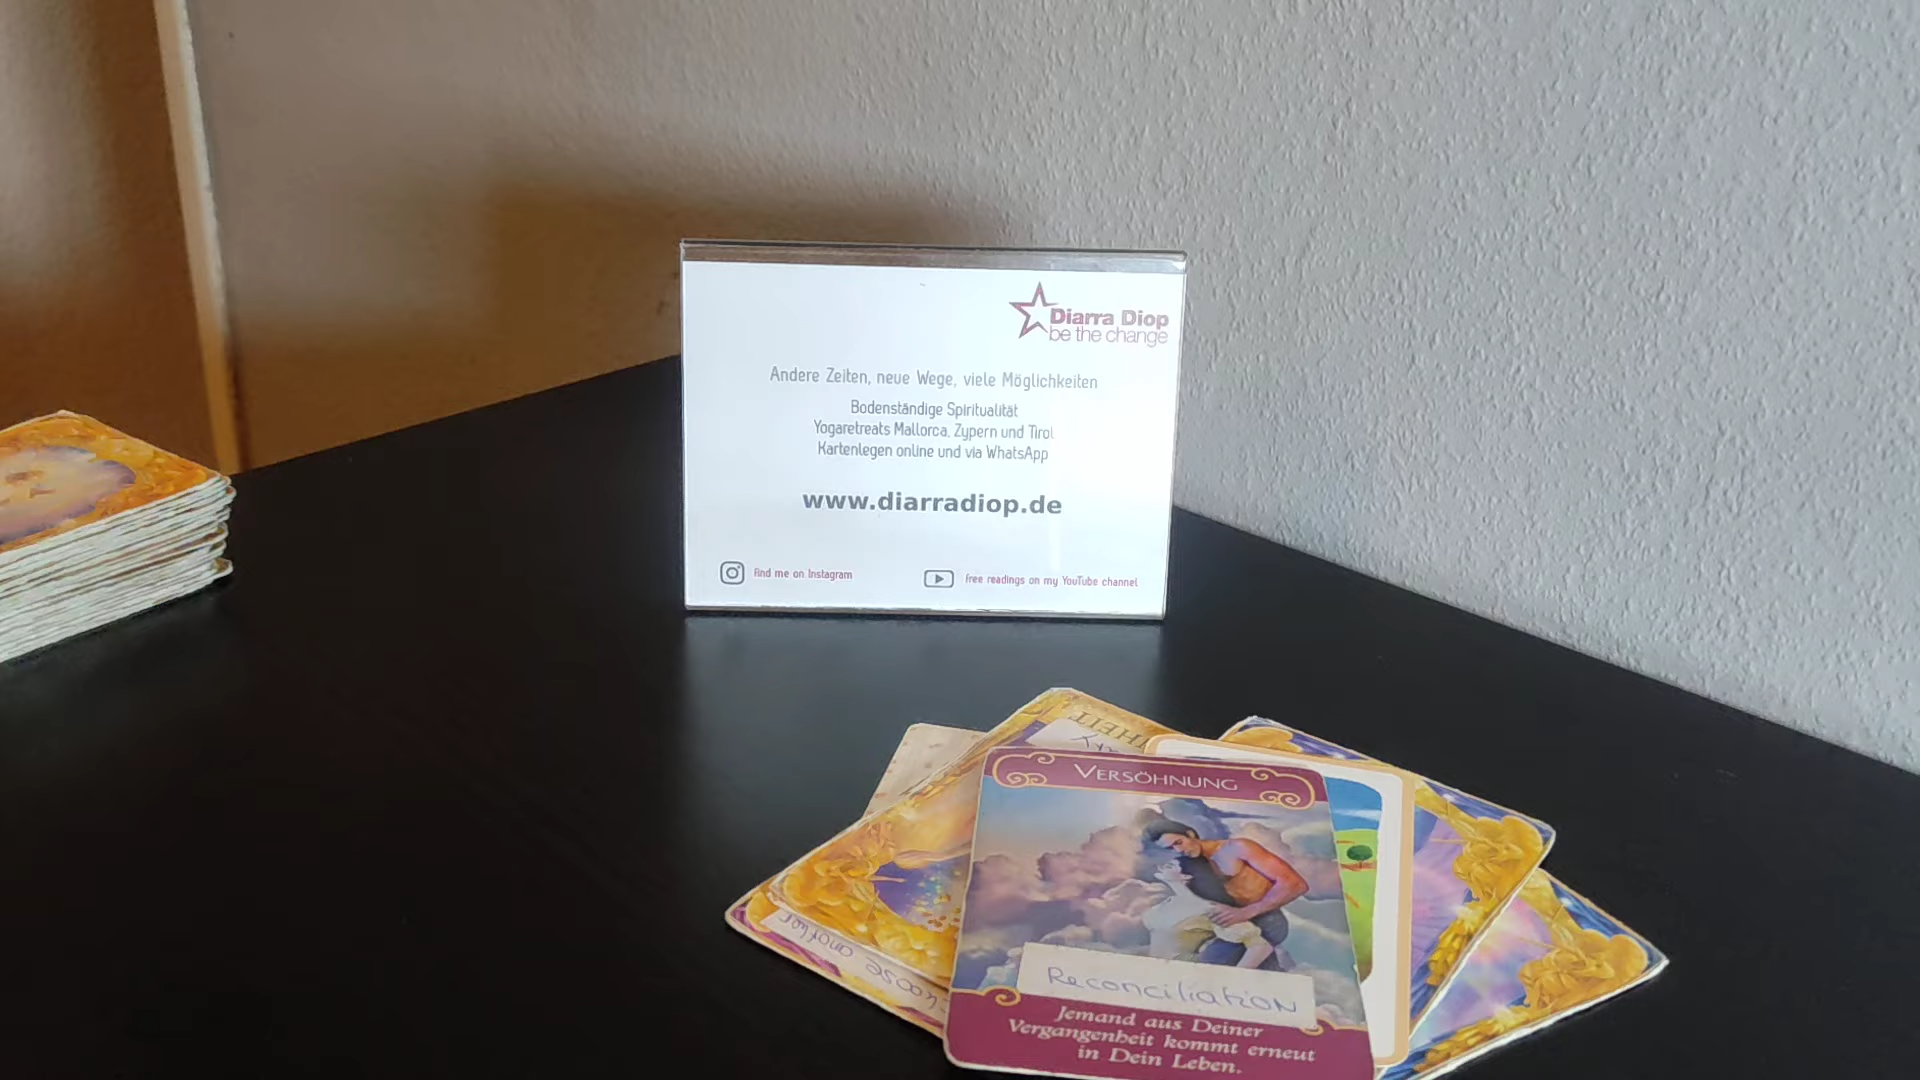 Diarra Diop
be the change
Andere Zeiten, neue Wege, viele Möglichkeiten
Bodenständige Spiritualität
Yogaretreats Mallorca, Zypern und Tirol
Kartenlegen online und via WhatsApp
www.diarradiop.de
find me on Instagram
free readings on my YouTube channel
VERSÖHNUNG
Reconciliation
Jemand aus Deiner
Vergangenheit kommt erneut
in Dein Leben.